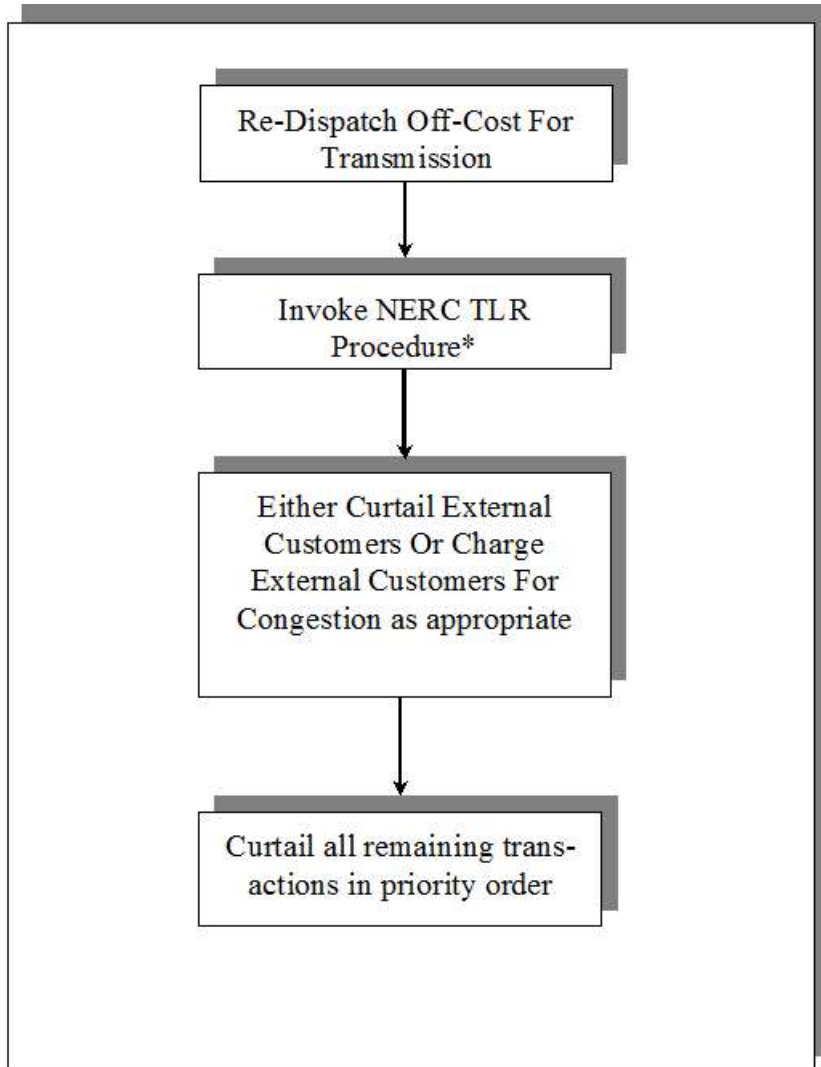 Re-Dispatch Off-Cost For
Transmission
Invoke NERC TLR
Procedure*
Either Curtail External
Customers Or Charge
External Customers For
Congestion as appropriate
Curtail all remaining trans-
actions in priority order